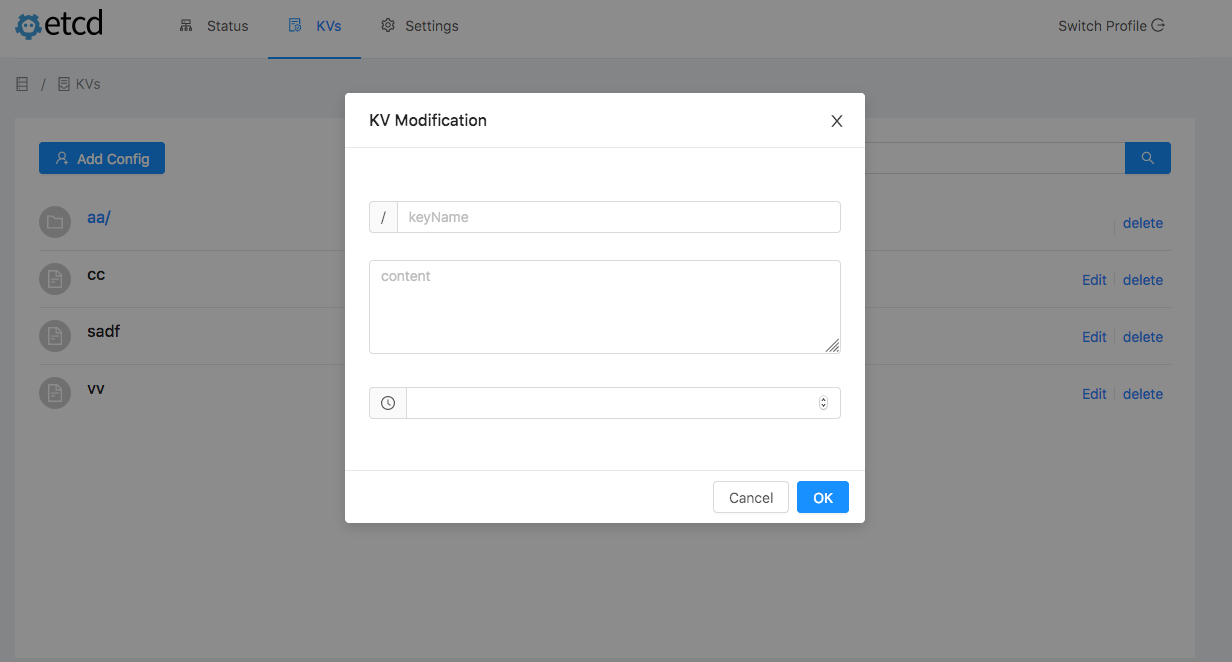 etcd
Status
KVs
Settings
Switch Profile
/
KVs
KV Modification
Add Config
/ keyName
content
Cancel
OK
aa/
delete
cc
Edit
delete
sadf
Edit
delete
vv
Edit
delete